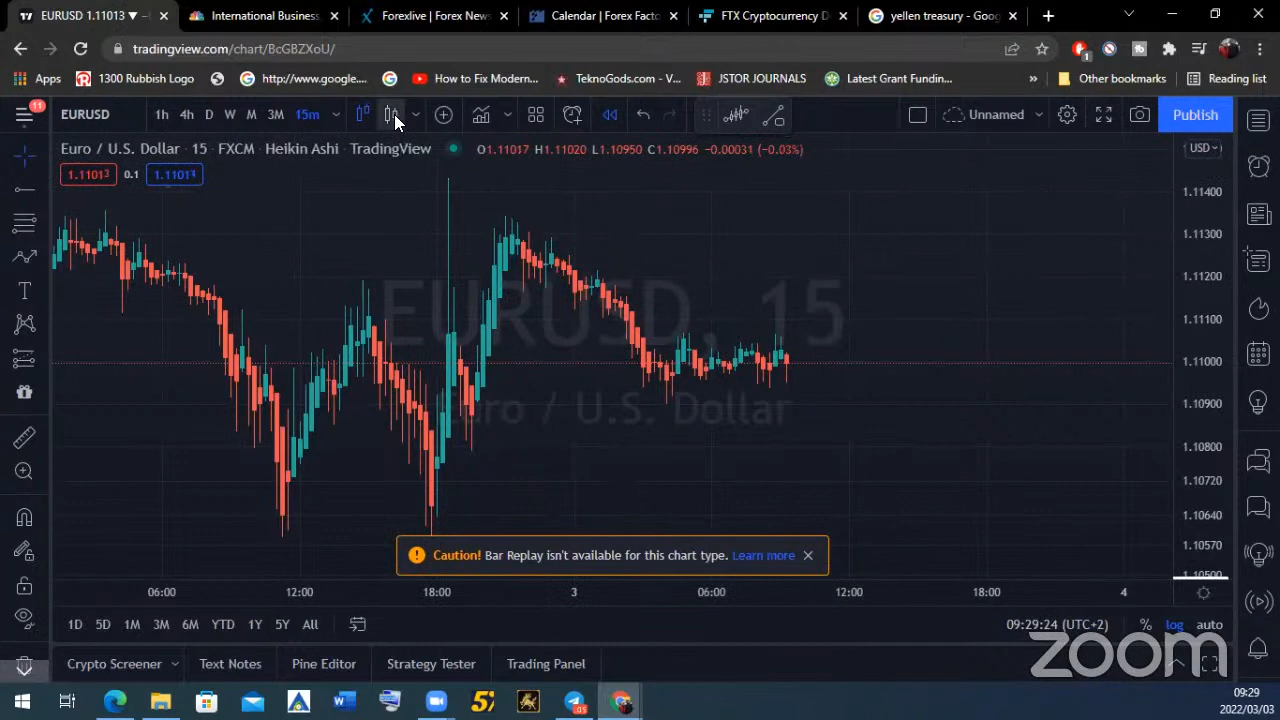 EURUSD 1.11013 ▼ −
International Business
Forexlive | Forex News
Calendar | Forex Facto
FTX Cryptocurrency D
yellen treasury - Goog
tradingview.com/chart/BcGBZXoU/
1
Apps
1300 Rubbish Logo
http://www.google....
How to Fix Modern...
TeknoGods.com - V...
JSTOR JOURNALS
Latest Grant Fundin...
»
Other bookmarks
Reading list
11
EURUSD
1h 4h D W M 3M 15m
Unnamed
Publish
Euro / U.S. Dollar · 15 · FXCM · Heikin Ashi · TradingView
O1.11017 H1.11020 L1.10950 C1.10996 −0.00031 (−0.03%)
USD
1.11013 0.1 1.11014
1.11400
1.11300
1.11200
1.11100
1.11000
1.10900
1.10800
1.10720
1.10640
1.10570
1.10500
EURUSD, 15
Euro / U.S. Dollar
Caution! Bar Replay isn't available for this chart type. Learn more
06:00 12:00 18:00 3 06:00 12:00 18:00 4
1D 5D 1M 3M 6M YTD 1Y 5Y All
09:29:24 (UTC+2) % log auto
zoom
Crypto Screener
Text Notes
Pine Editor
Strategy Tester
Trading Panel
09:29
2022/03/03